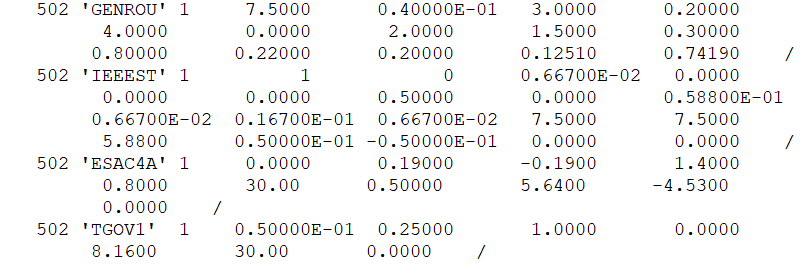 502 'GENROU' 1 7.5000 0.40000E-01 3.0000 0.20000
4.0000 0.0000 2.0000 1.5000 0.30000
0.80000 0.22000 0.20000 0.12510 0.74190 /
502 'IEEEST' 1 1 0 0.66700E-02 0.0000
0.0000 0.0000 0.50000 0.0000 0.58800E-01
0.66700E-02 0.16700E-01 0.66700E-02 7.5000 7.5000
5.8800 0.50000E-01 -0.50000E-01 0.0000 0.0000 /
502 'ESAC4A' 1 0.0000 0.19000 -0.1900 1.4000
0.8000 30.00 0.50000 5.6400 -4.5300
0.0000 /
502 'TGOV1' 1 0.50000E-01 0.25000 1.0000 0.0000
8.1600 30.00 0.0000 /